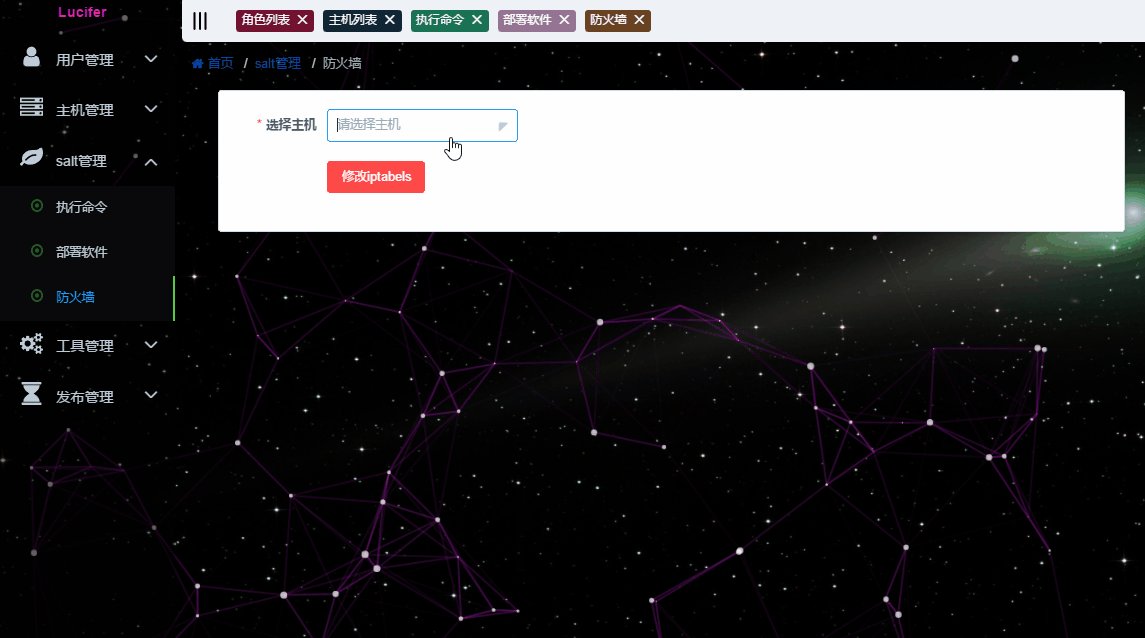 Lucifer
角色列表 主机列表 执行命令 部署软件 防火墙
首页 / salt管理 / 防火墙
用户管理
主机管理
salt管理
执行命令
部署软件
防火墙
工具管理
发布管理
* 选择主机 请选择主机
修改iptabels